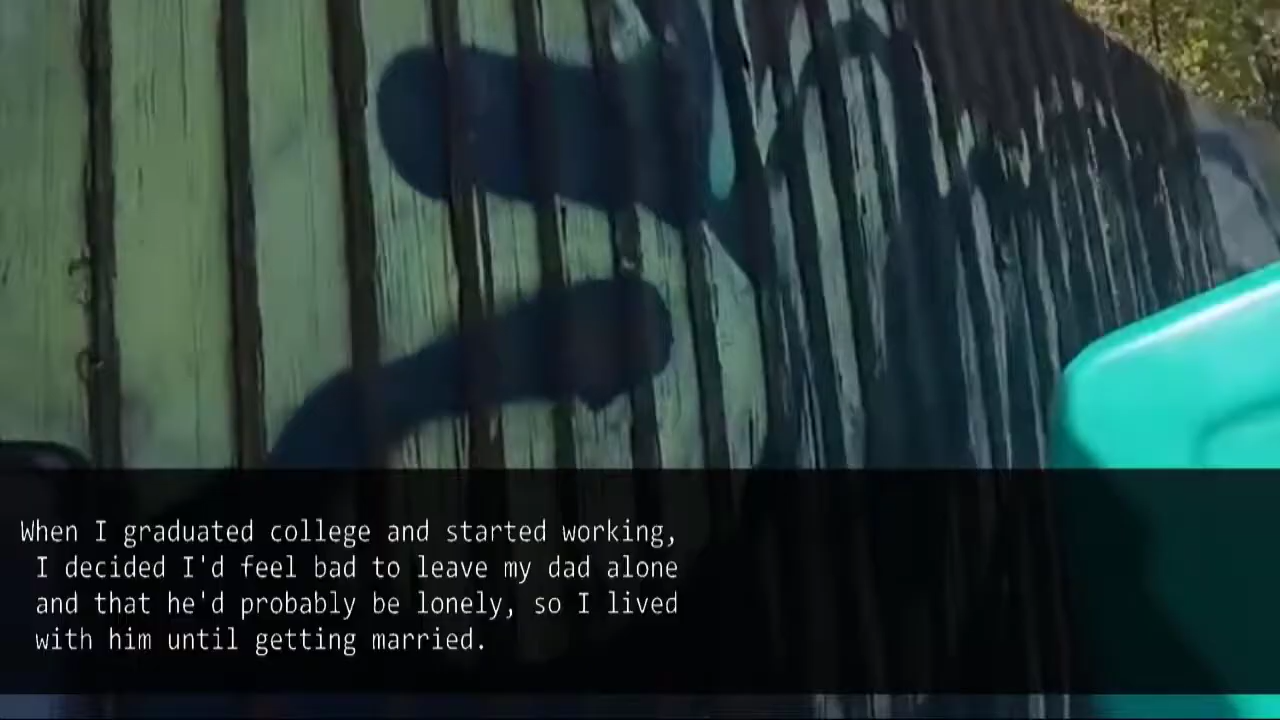 When I graduated college and started working,
I decided I'd feel bad to leave my dad alone
and that he'd probably be lonely, so I lived
with him until getting married.